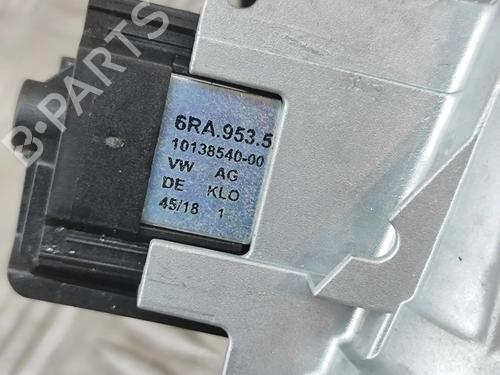 B-PARTS
6RA.953.5
10138540-00
VW AG
DE KLO
45/18 1